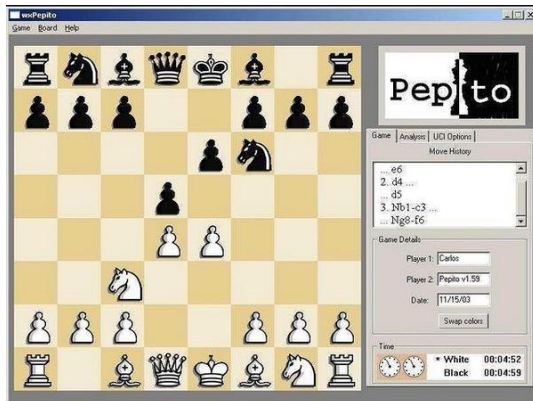 wxPepito
Game Board Help
Pepito
Game Analysis UCI Options
Move History
... e6
2. d4 ...
... d5
3. Nb1-c3 ...
... Ng8-f6
Game Details
Player 1: Carlos
Player 2: Pepito v1.59
Date: 11/15/03
Swap colors
Time
* White 00:04:52
Black 00:04:59